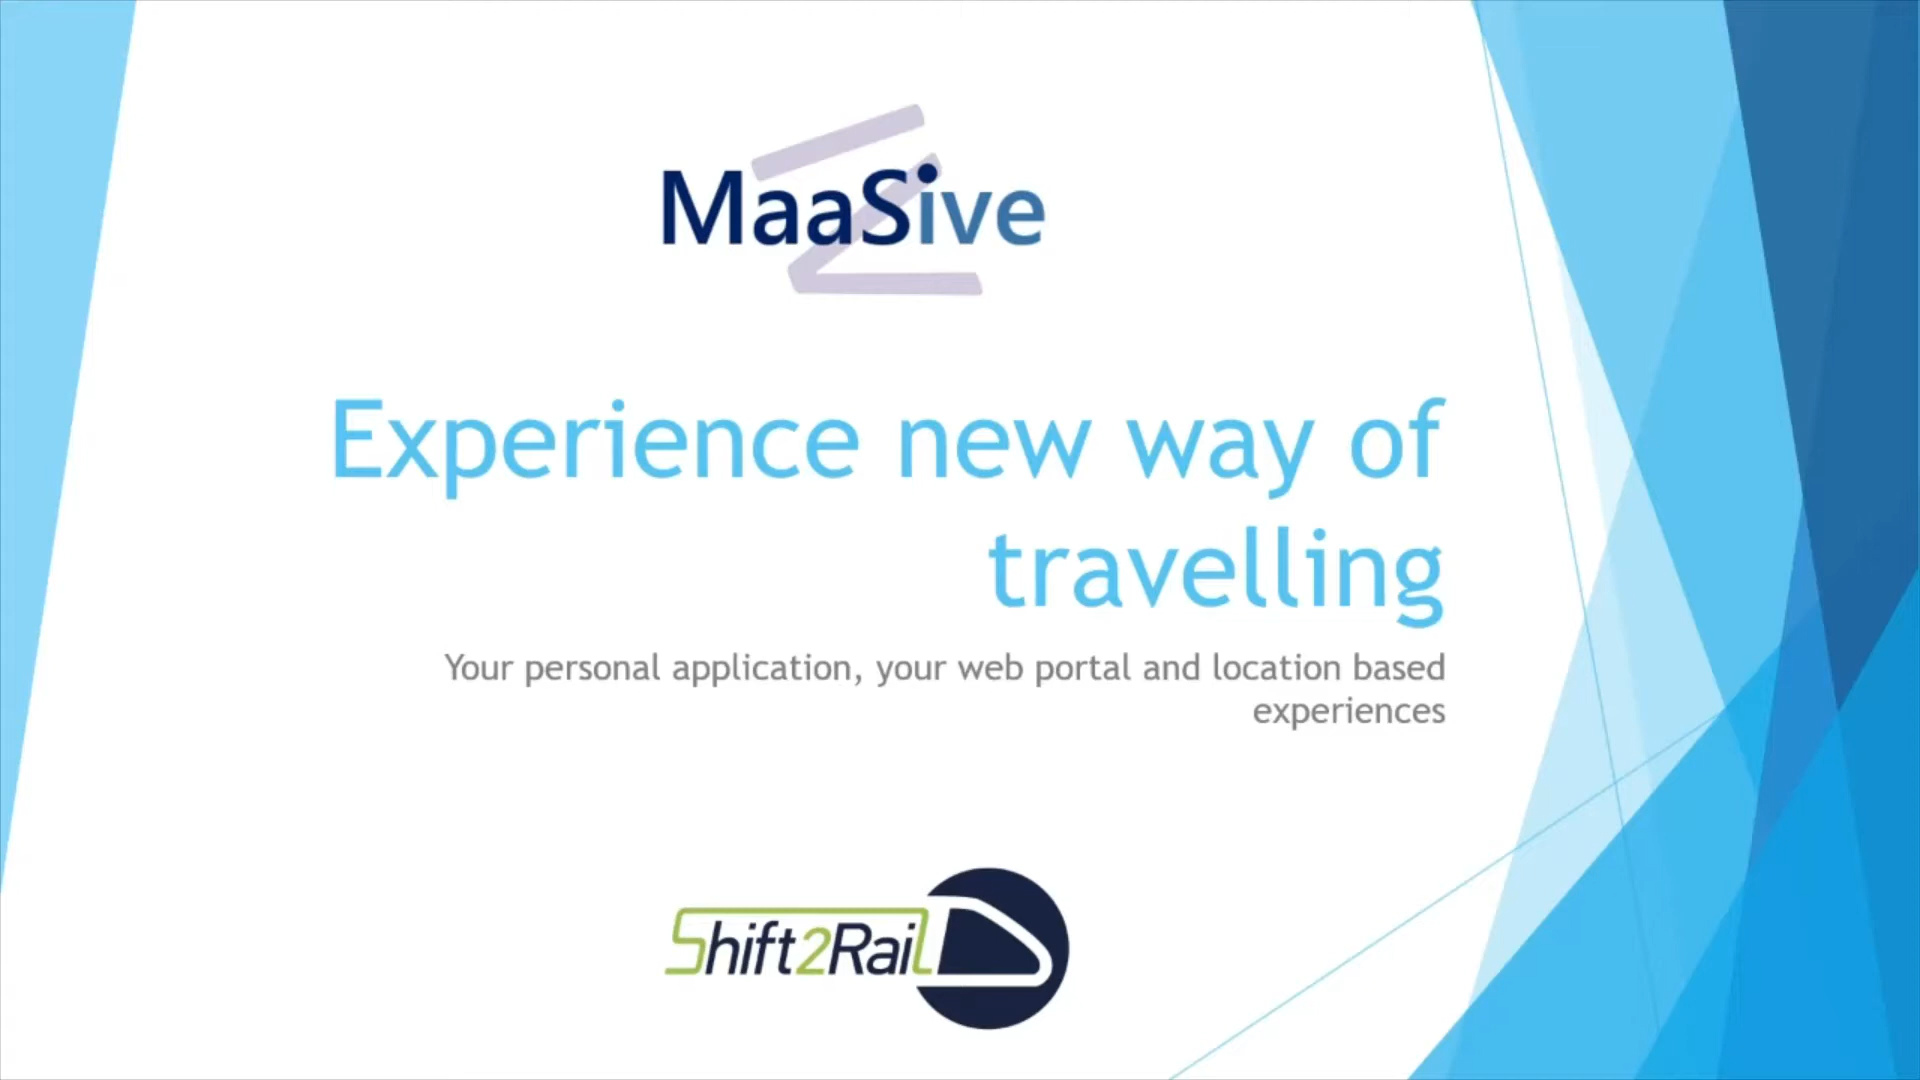 MaaSive
Experience new way of
travelling
Your personal application, your web portal and location based
experiences
Shift2Rail